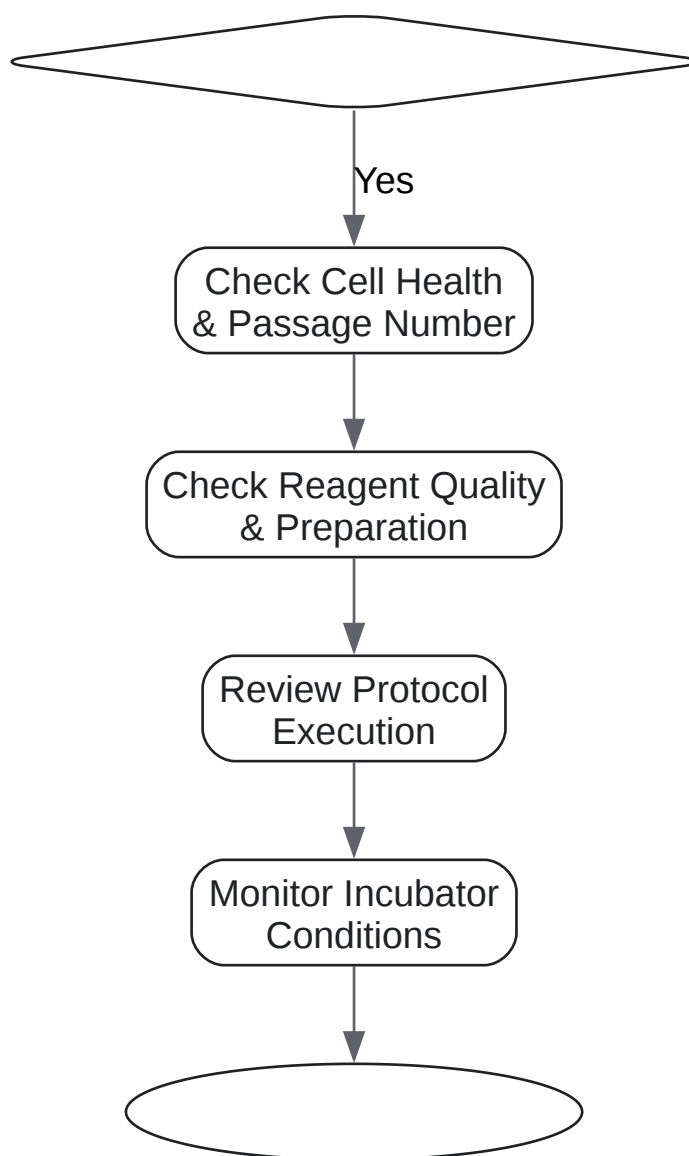 Yes
Check Cell Health
& Passage Number
Check Reagent Quality
& Preparation
Review Protocol
Execution
Monitor Incubator
Conditions